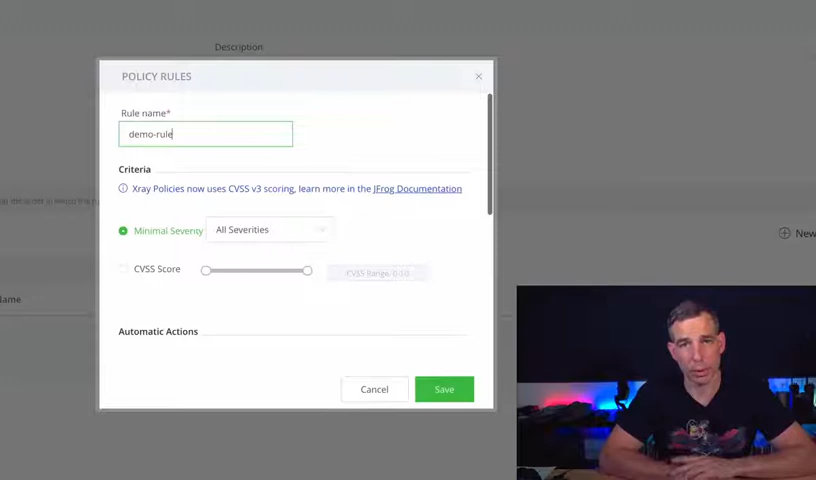 Description
POLICY RULES
Rule name*
demo-rule
Criteria
Xray Policies now uses CVSS v3 scoring, learn more in the JFrog Documentation
Minimal Severity
All Severities
New
CVSS Score
Name
Automatic Actions
Cancel
Save